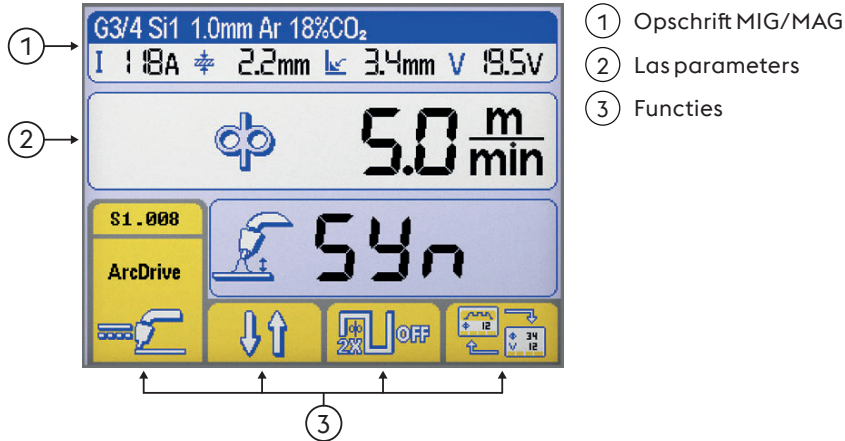 G3/4 Si1 1.0mm Ar 18%CO₂
I 118A 2.2mm 3.4mm V 19.5V
5.0 m/min
S1.008
ArcDrive
Syn
2X OFF
12 34
V 12
1 Opschrift MIG/MAG
2 Las parameters
3 Functies
1
2
3